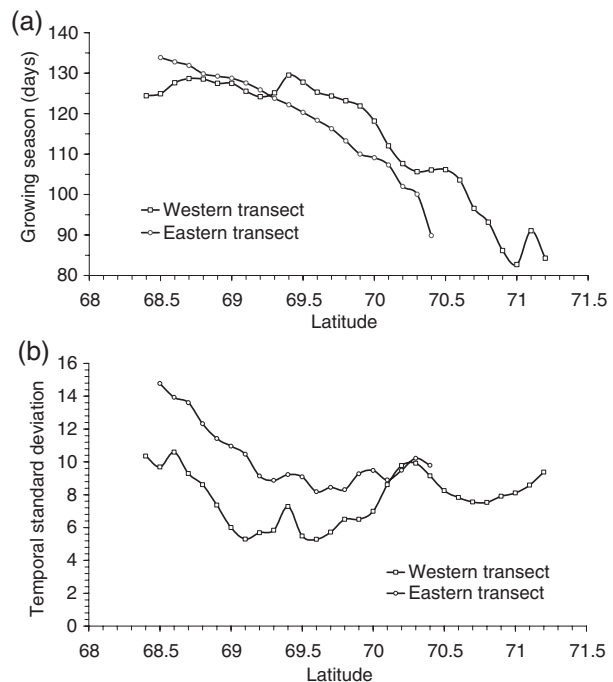 (a)
Growing season (days)
140
130
120
110
100
90
80
Western transect
Eastern transect
68 68.5 69 69.5 70 70.5 71 71.5
Latitude
(b)
Temporal standard deviation
16
14
12
10
8
6
4
2
0
Western transect
Eastern transect
68 68.5 69 69.5 70 70.5 71 71.5
Latitude